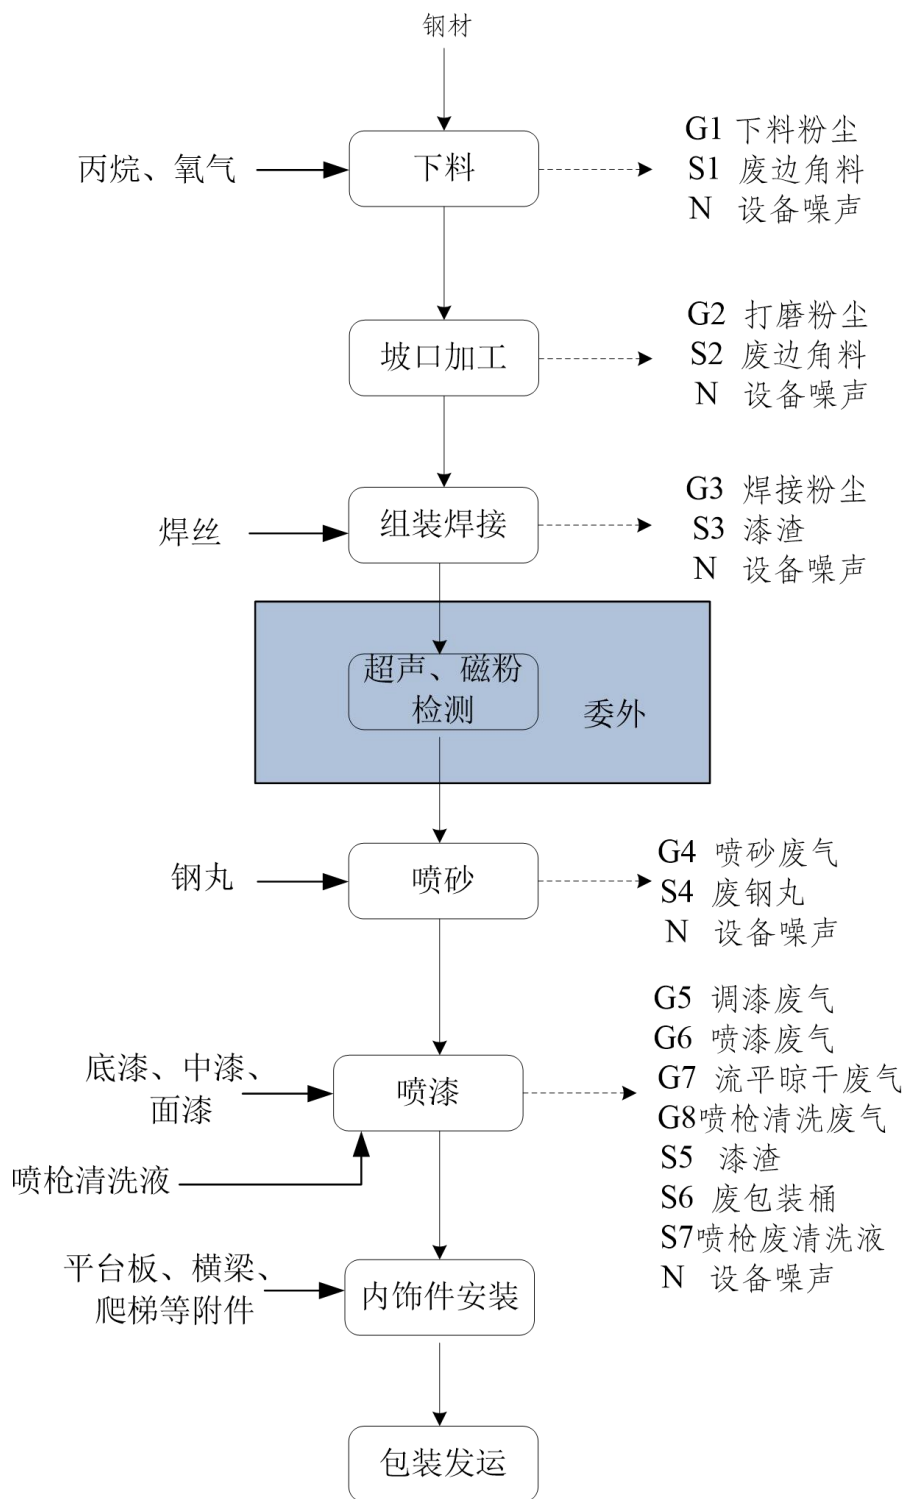 钢材
丙烷、氧气
下料
G1 下料粉尘
S1 废边角料
N 设备噪声
坡口加工
G2 打磨粉尘
S2 废边角料
N 设备噪声
焊丝
组装焊接
G3 焊接粉尘
S3 漆渣
N 设备噪声
超声、磁粉
检测
委外
钢丸
喷砂
G4 喷砂废气
S4 废钢丸
N 设备噪声
底漆、中漆、
面漆
喷漆
喷枪清洗液
G5 调漆废气
G6 喷漆废气
G7 流平晾干废气
G8喷枪清洗废气
S5 漆渣
S6 废包装桶
S7喷枪废清洗液
N 设备噪声
平台板、横梁、
爬梯等附件
内饰件安装
包装发运